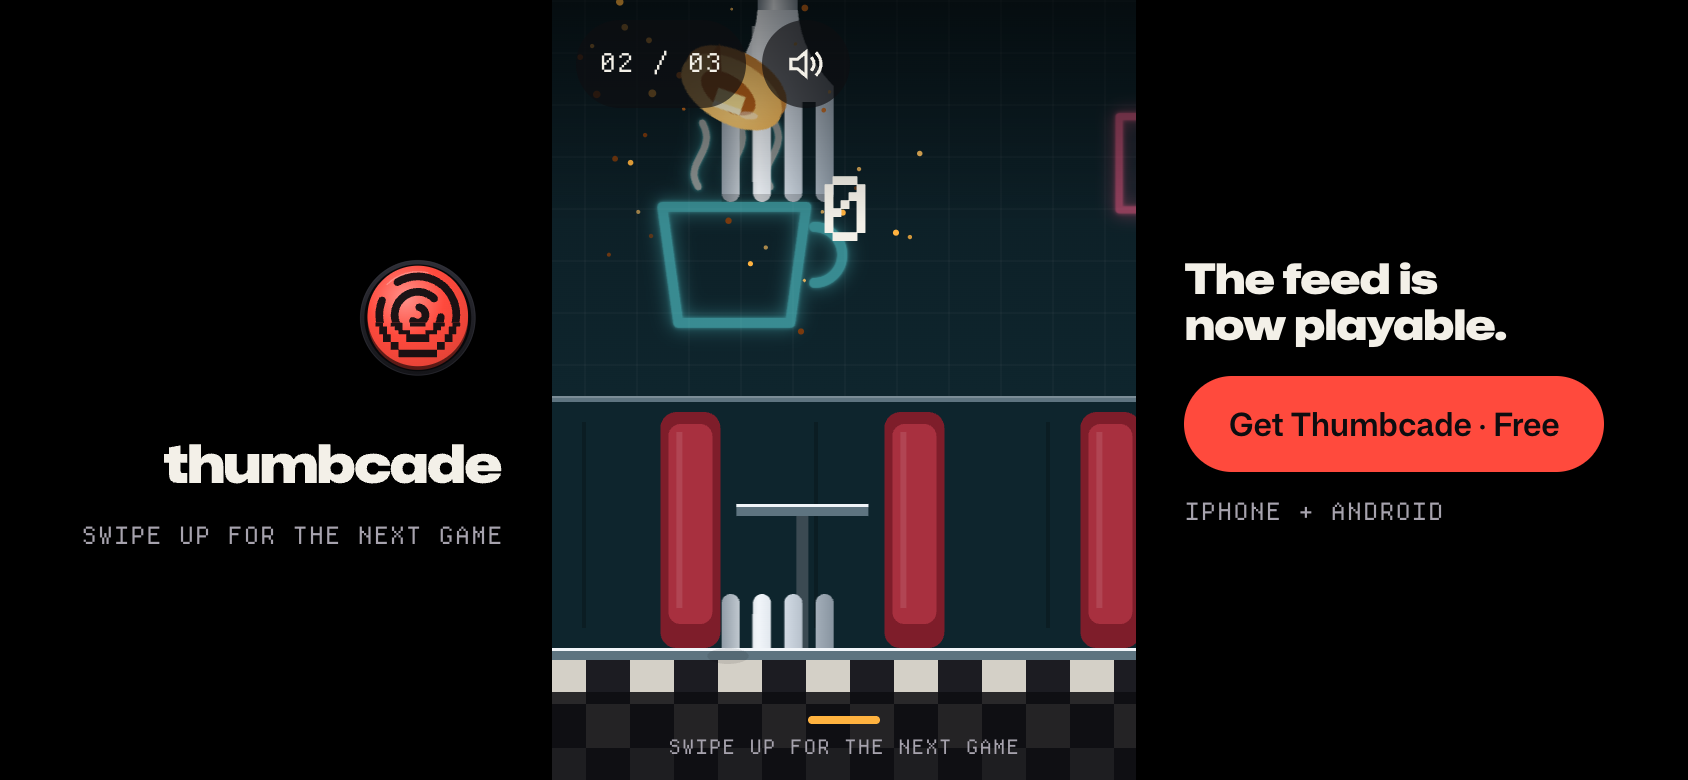 thumbcade
SWIPE UP FOR THE NEXT GAME
02 / 03
0
SWIPE UP FOR THE NEXT GAME
The feed is
now playable.
Get Thumbcade · Free
IPHONE + ANDROID